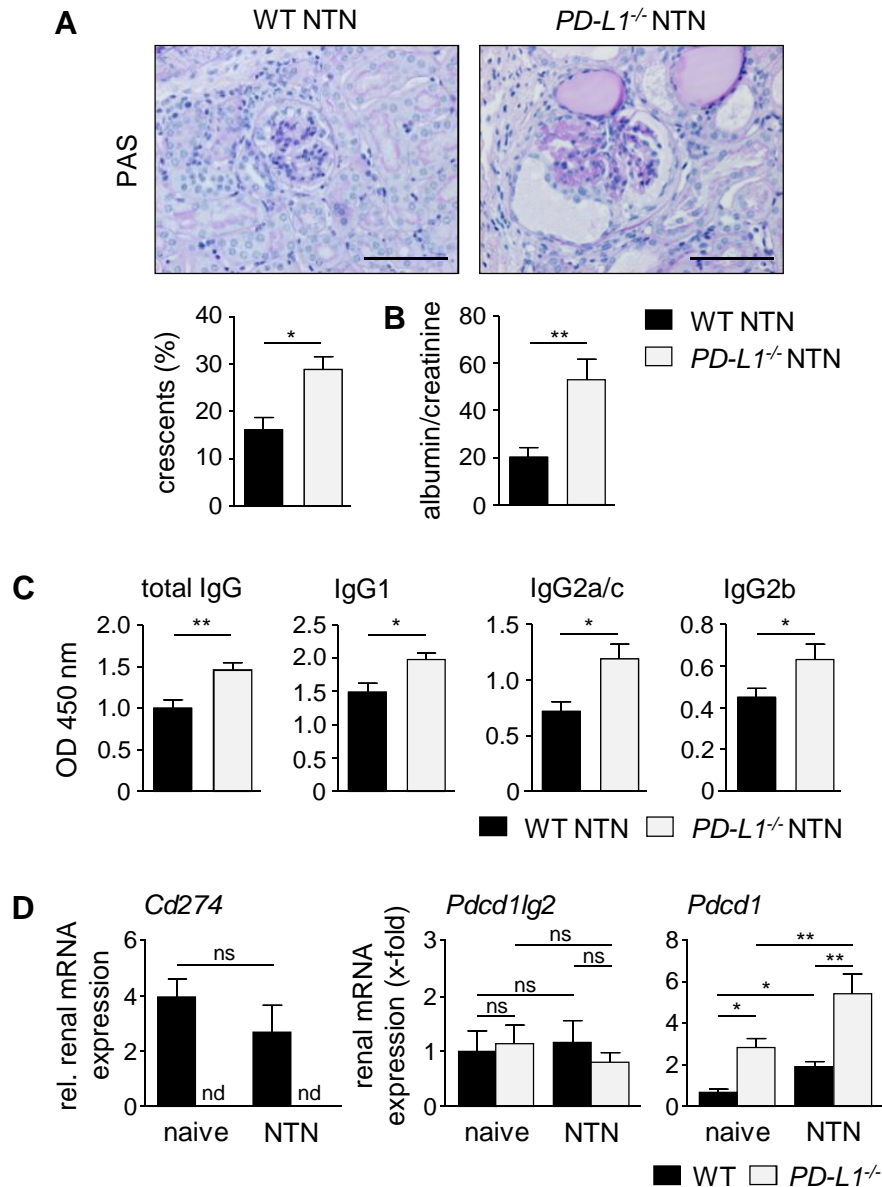 A
WT NTN
PD-L1-/- NTN
PAS
crescents (%)
40
30
20
10
0
*
B
albumin/creatinine
80
60
40
20
0
**
WT NTN
PD-L1-/- NTN
C
OD 450 nm
total IgG
2.0
1.5
1.0
0.5
0
**
IgG1
2.5
2.0
1.5
1.0
0.5
0
*
IgG2a/c
1.5
1.0
0.5
0
*
IgG2b
0.8
0.6
0.4
0.2
0
*
WT NTN
PD-L1-/- NTN
D
rel. renal mRNA
expression
Cd274
6
4
2
0
ns
nd
nd
naive
NTN
renal mRNA
expression (x-fold)
Pdcd1lg2
3
2
1
0
ns
ns
ns
ns
naive
NTN
Pdcd1
8
6
4
2
0
**
**
*
*
naive
NTN
WT
PD-L1-/-